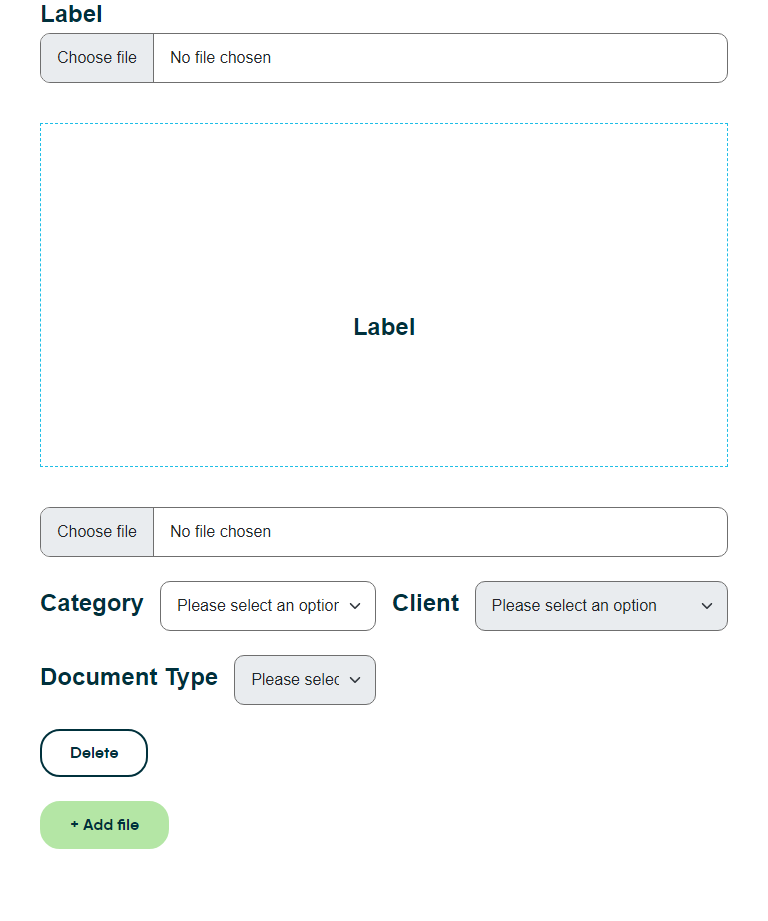 Label
Choose file No file chosen
Label
Choose file No file chosen
Category Please select an option Client Please select an option
Document Type Please selec
Delete
+ Add file